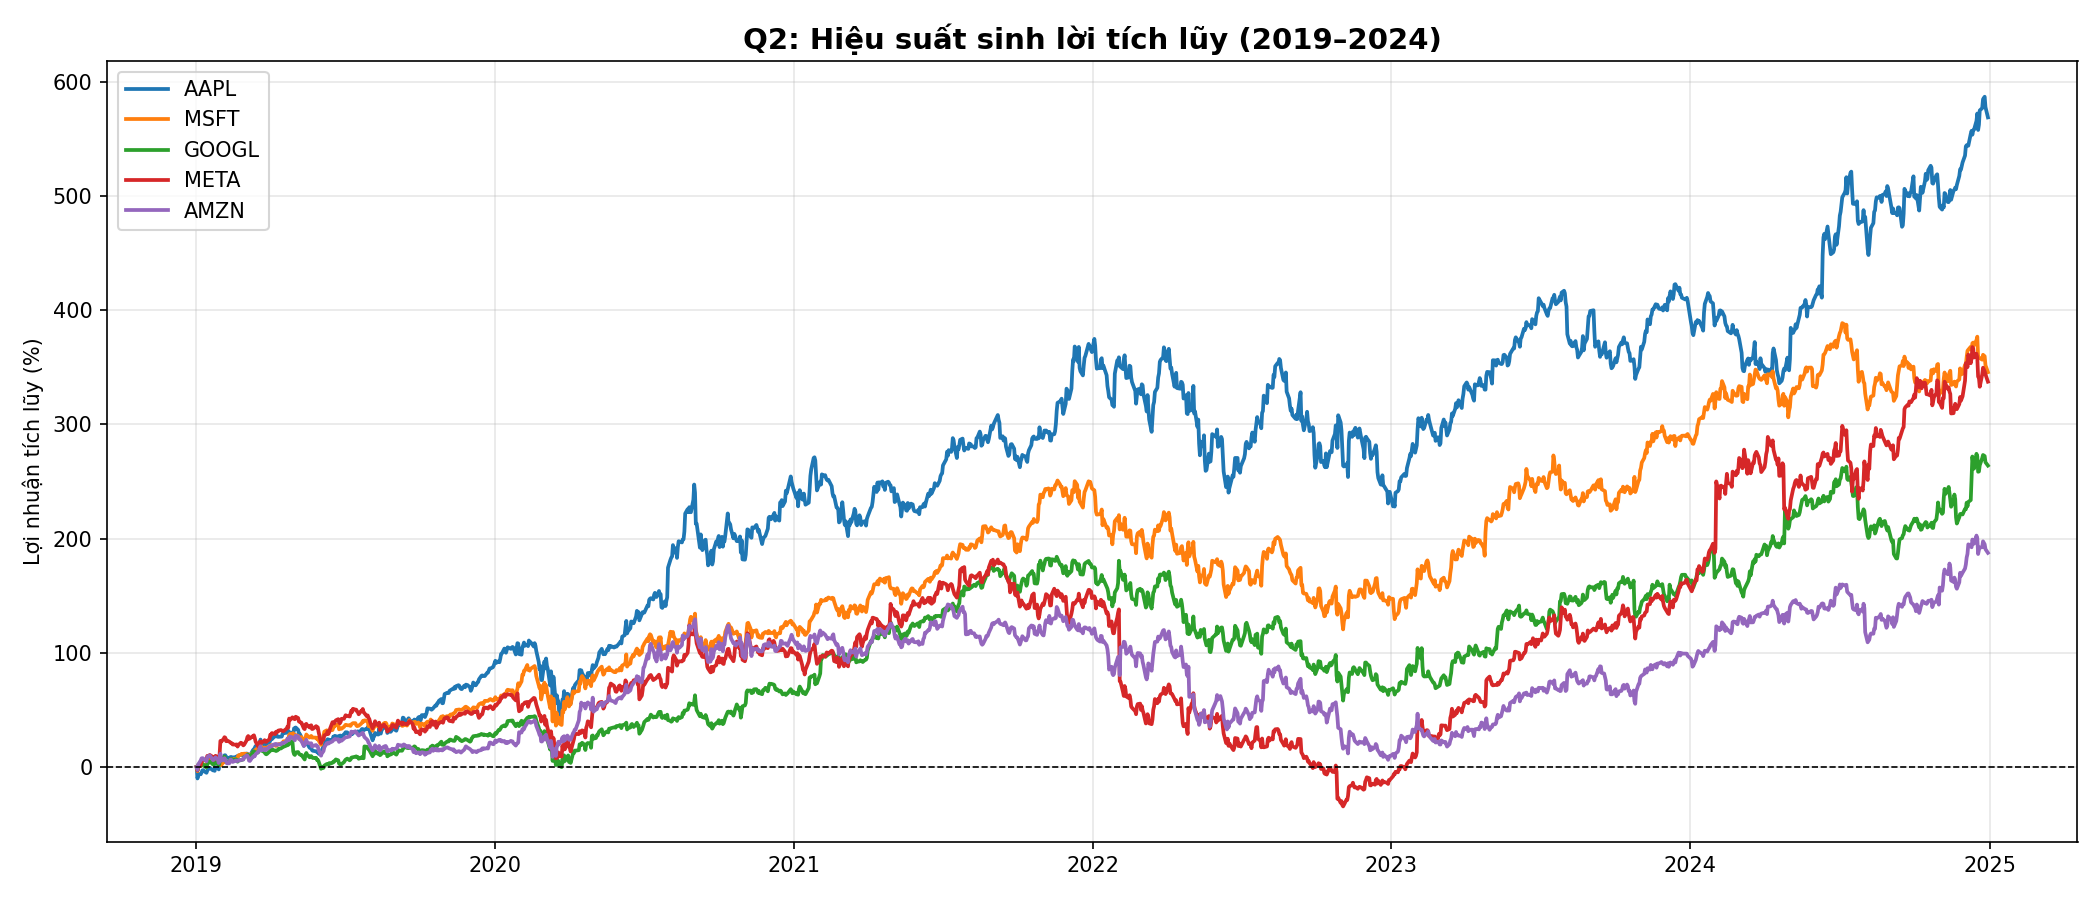 Q2: Hiệu suất sinh lời tích lũy (2019–2024)
Lợi nhuận tích lũy (%)
600
500
400
300
200
100
0
AAPL
MSFT
GOOGL
META
AMZN
2019 2020 2021 2022 2023 2024 2025